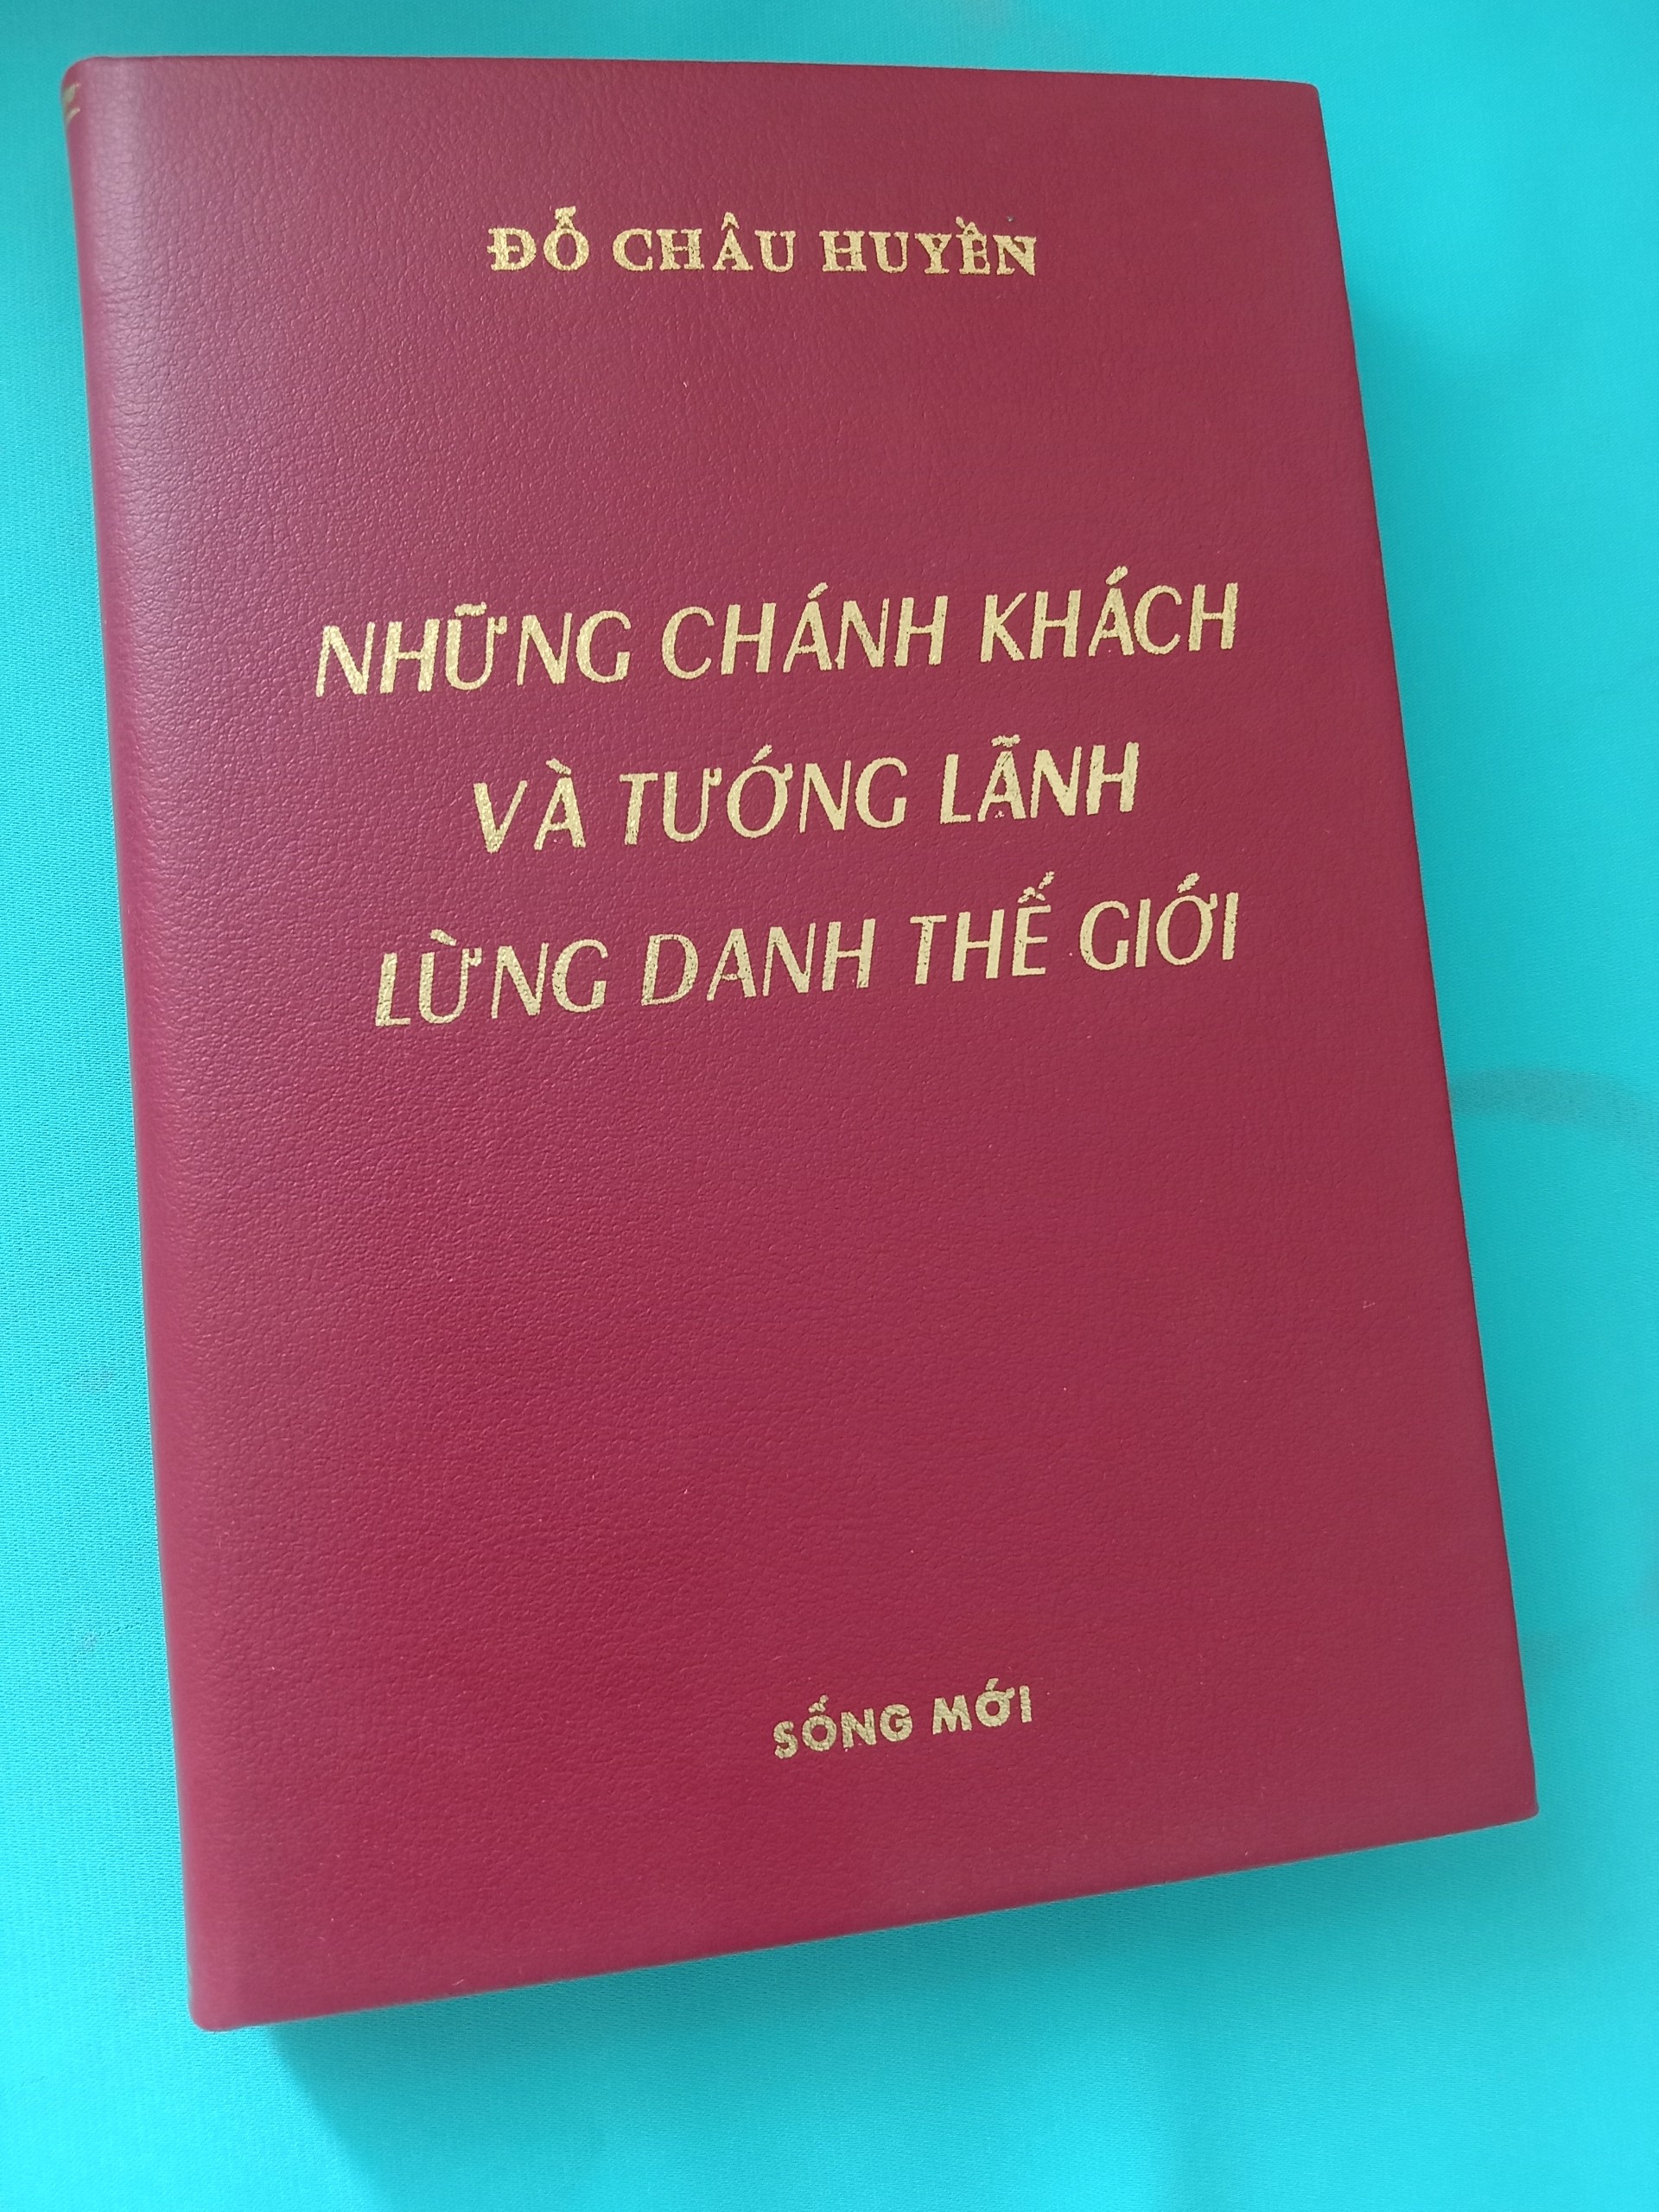 ĐỖ CHÂU HUYỀN
NHỮNG CHÁNH KHÁCH
VÀ TƯỚNG LÃNH
LỪNG DANH THẾ GIỚI
SỐNG MỚI